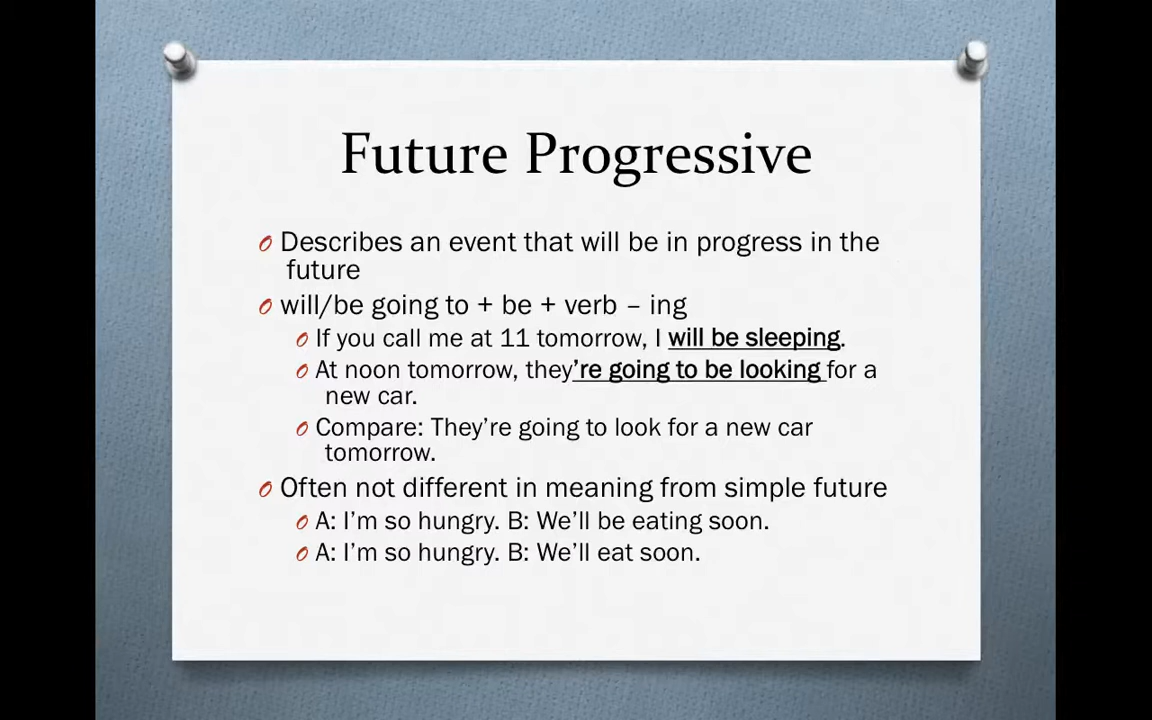 Future Progressive
Describes an event that will be in progress in the
future
will/be going to + be + verb – ing
If you call me at 11 tomorrow, I will be sleeping.
At noon tomorrow, they’re going to be looking for a
new car.
Compare: They’re going to look for a new car
tomorrow.
Often not different in meaning from simple future
A: I’m so hungry. B: We’ll be eating soon.
A: I’m so hungry. B: We’ll eat soon.